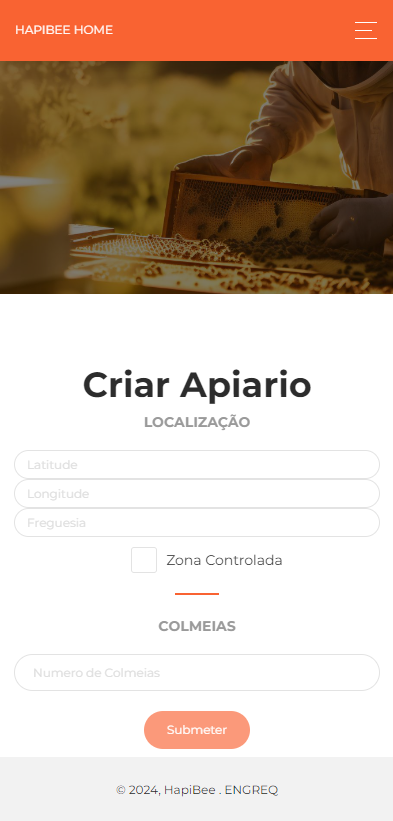 HAPIBEE HOME
Criar Apiario
LOCALIZAÇÃO
Latitude
Longitude
Freguesia
Zona Controlada
COLMEIAS
Numero de Colmeias
Submeter
© 2024, HapiBee . ENGREQ